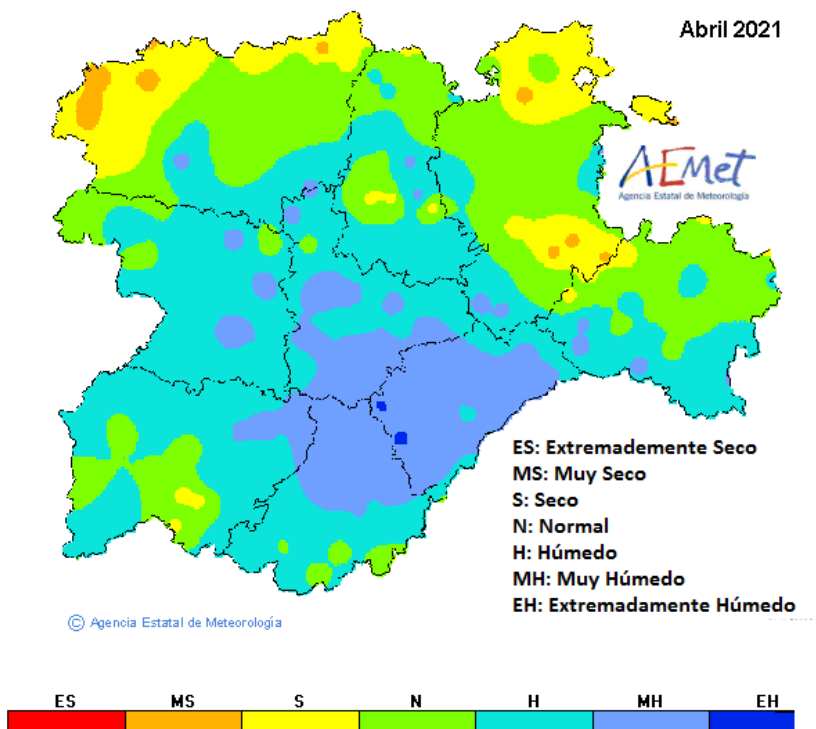 Abril 2021
AEMet
Agencia Estatal de Meteorología
ES: Extremademente Seco
MS: Muy Seco
S: Seco
N: Normal
H: Húmedo
MH: Muy Húmedo
EH: Extremadamente Húmedo
© Agencia Estatal de Meteorología
ES MS S N H MH EH